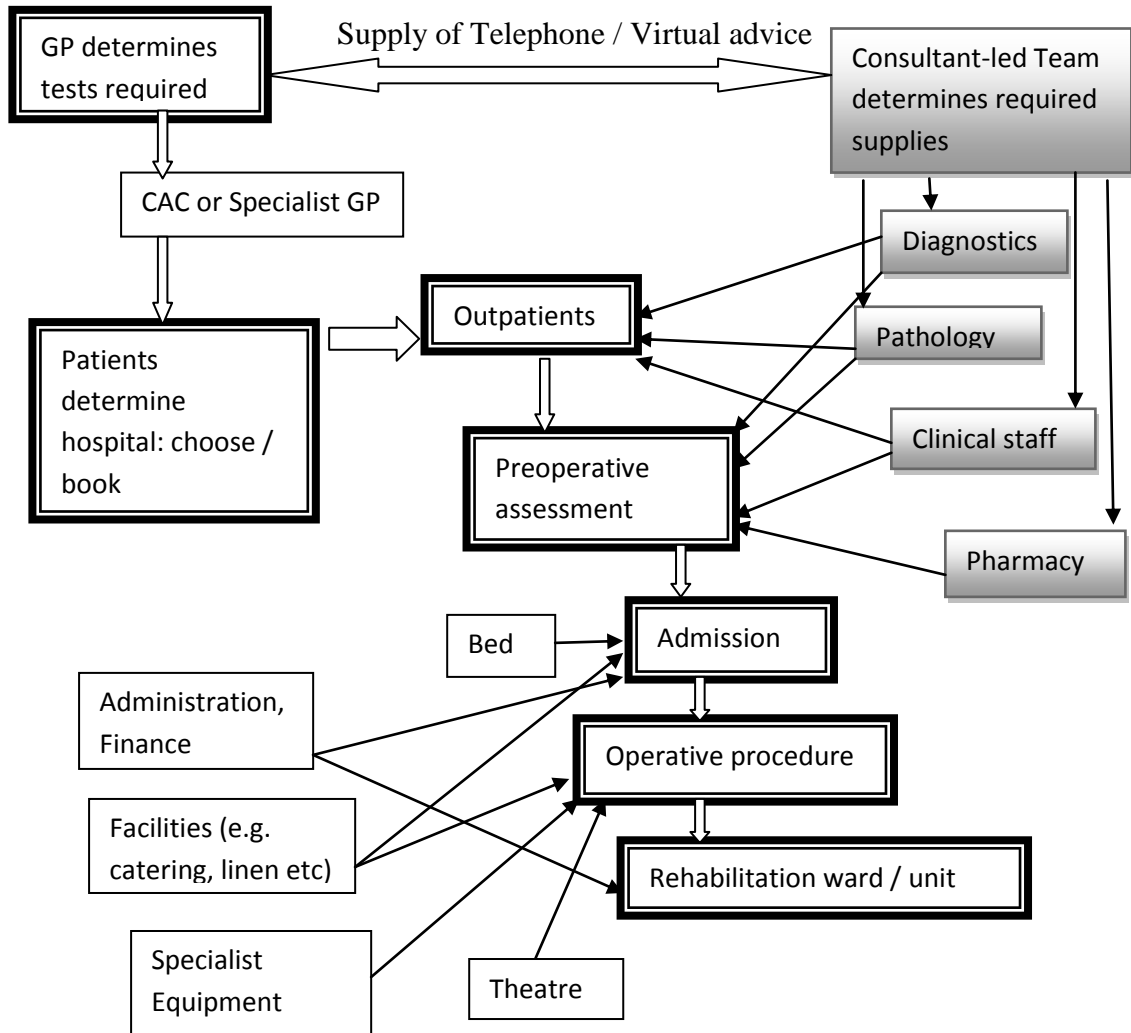 GP determines
tests required
Supply of Telephone / Virtual advice
Consultant-led Team
determines required
supplies
CAC or Specialist GP
Diagnostics
Outpatients
Pathology
Patients
determine
hospital: choose /
book
Clinical staff
Preoperative
assessment
Pharmacy
Bed
Admission
Administration,
Finance
Operative procedure
Facilities (e.g.
catering, linen etc)
Rehabilitation ward / unit
Specialist
Equipment
Theatre